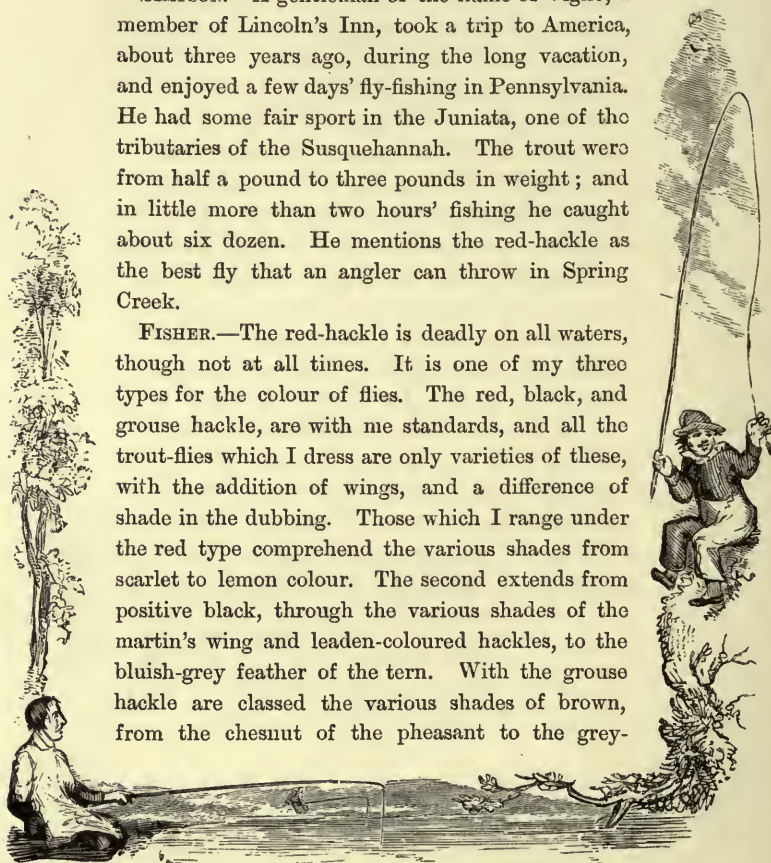 member of Lincoln's Inn, took a trip to America,
about three years ago, during the long vacation,
and enjoyed a few days' fly-fishing in Pennsylvania.
He had some fair sport in the Juniata, one of the
tributaries of the Susquehannah. The trout were
from half a pound to three pounds in weight; and
in little more than two hours' fishing he caught
about six dozen. He mentions the red-hackle as
the best fly that an angler can throw in Spring
Creek.
FISHER.—The red-hackle is deadly on all waters,
though not at all times. It is one of my three
types for the colour of flies. The red, black, and
grouse hackle, are with me standards, and all the
trout-flies which I dress are only varieties of these,
with the addition of wings, and a difference of
shade in the dubbing. Those which I range under
the red type comprehend the various shades from
scarlet to lemon colour. The second extends from
positive black, through the various shades of the
martin's wing and leaden-coloured hackles, to the
bluish-grey feather of the tern. With the grouse
hackle are classed the various shades of brown,
from the chesnut of the pheasant to the grey-